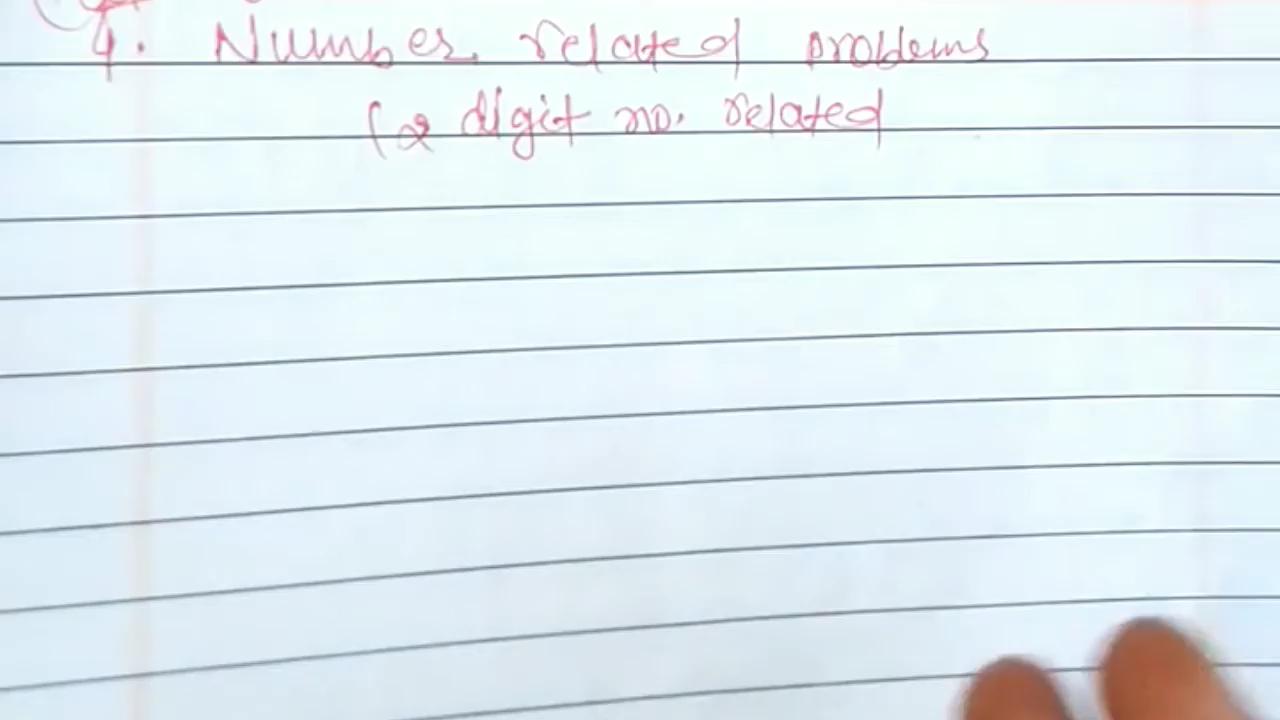 4. Number related problems
(2 digit no. related